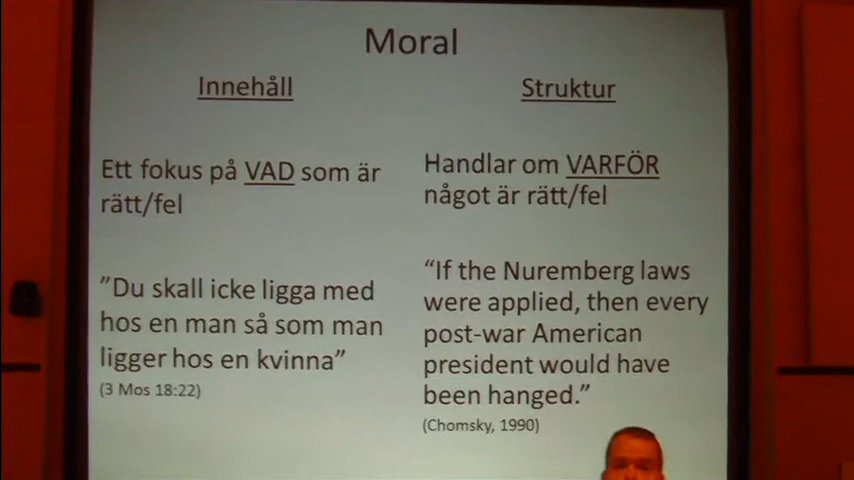 Moral
Innehåll
Ett fokus på VAD som är
rätt/fel
”Du skall icke ligga med
hos en man så som man
ligger hos en kvinna”
(3 Mos 18:22)
Struktur
Handlar om VARFÖR
något är rätt/fel
“If the Nuremberg laws
were applied, then every
post-war American
president would have
been hanged.”
(Chomsky, 1990)